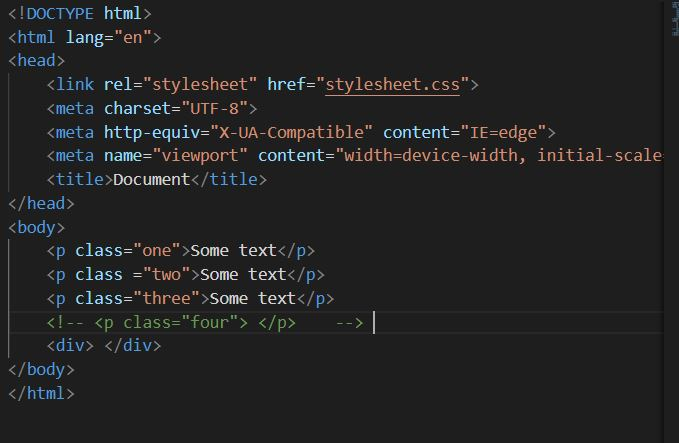 <!DOCTYPE html>
<html lang="en">
<head>
    <link rel="stylesheet" href="stylesheet.css">
    <meta charset="UTF-8">
    <meta http-equiv="X-UA-Compatible" content="IE=edge">
    <meta name="viewport" content="width=device-width, initial-scale=
    <title>Document</title>
</head>
<body>
    <p class="one">Some text</p>
    <p class ="two">Some text</p>
    <p class="three">Some text</p>
    <!-- <p class="four"> </p>    -->
    <div> </div>
</body>
</html>